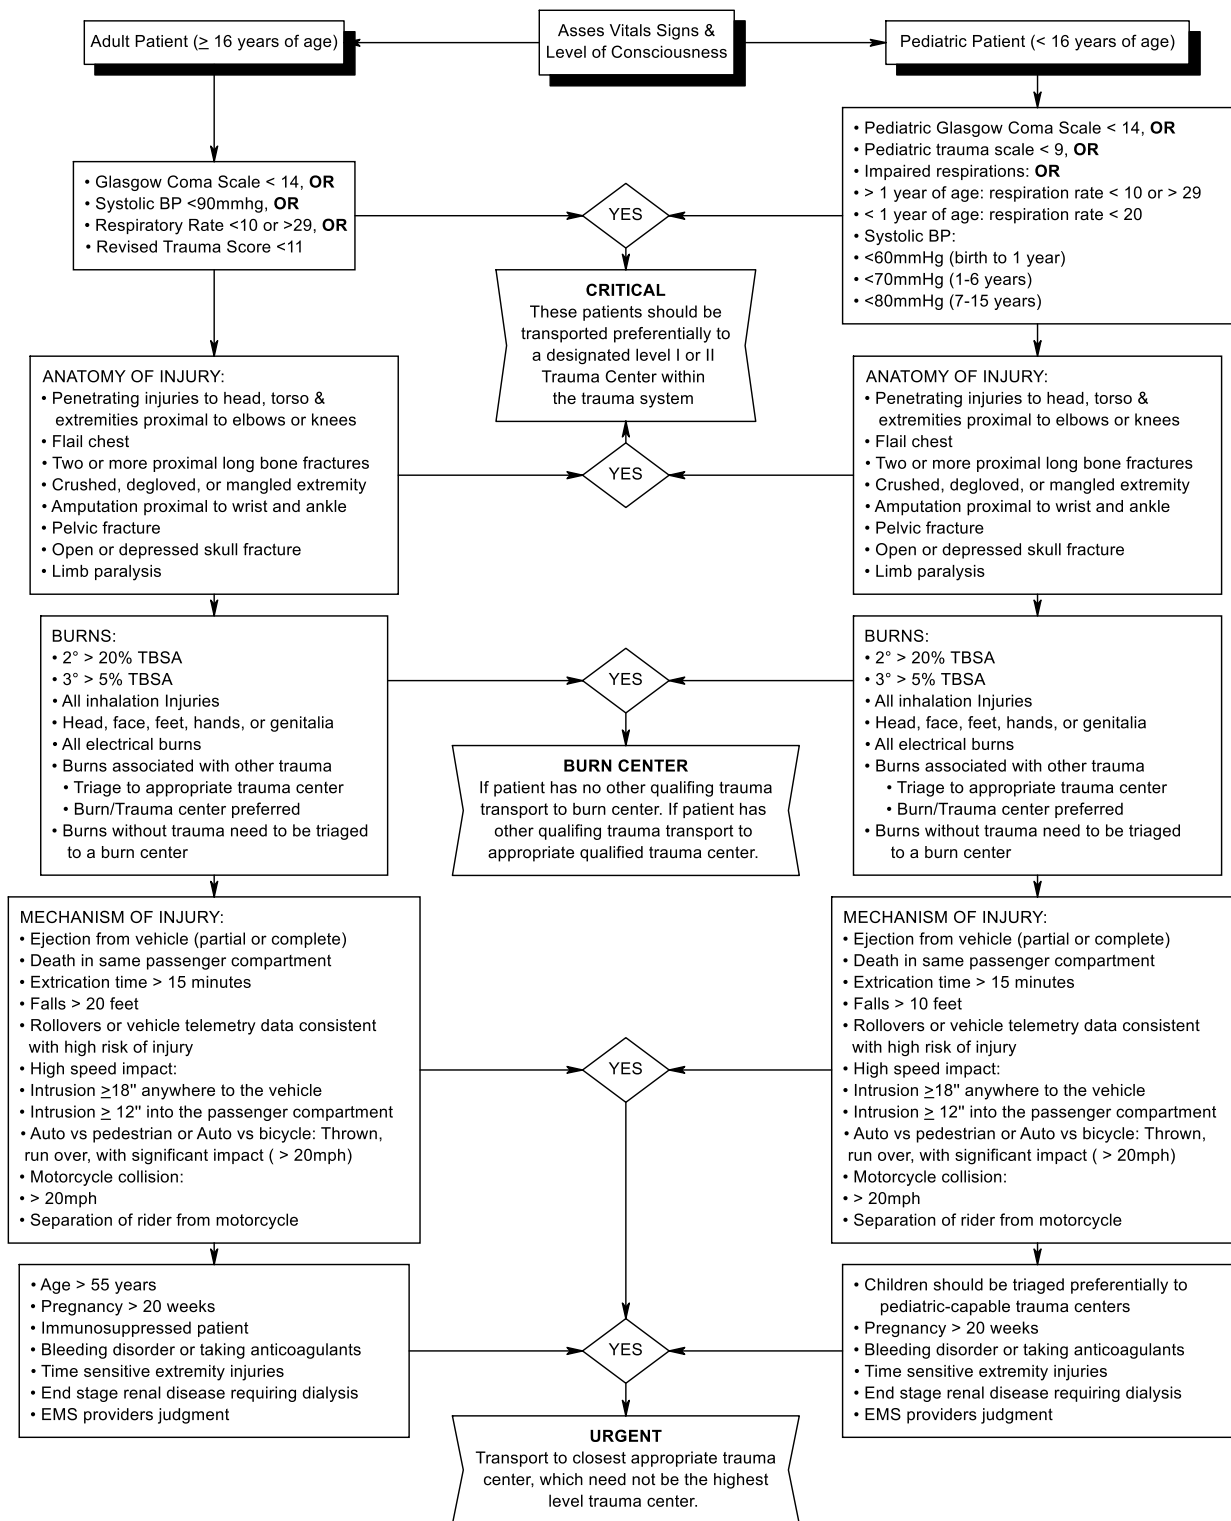 Adult Patient (≥ 16 years of age)
Asses Vitals Signs &
Level of Consciousness
Pediatric Patient (< 16 years of age)
• Glasgow Coma Scale < 14, OR
• Systolic BP <90mmhg, OR
• Respiratory Rate <10 or >29, OR
• Revised Trauma Score <11
YES
• Pediatric Glasgow Coma Scale < 14, OR
• Pediatric trauma scale < 9, OR
• Impaired respirations: OR
• > 1 year of age: respiration rate < 10 or > 29
• < 1 year of age: respiration rate < 20
• Systolic BP:
• <60mmHg (birth to 1 year)
• <70mmHg (1-6 years)
• <80mmHg (7-15 years)
CRITICAL
These patients should be
transported preferentially to
a designated level I or II
Trauma Center within
the trauma system
ANATOMY OF INJURY:
• Penetrating injuries to head, torso &
extremities proximal to elbows or knees
• Flail chest
• Two or more proximal long bone fractures
• Crushed, degloved, or mangled extremity
• Amputation proximal to wrist and ankle
• Pelvic fracture
• Open or depressed skull fracture
• Limb paralysis
YES
ANATOMY OF INJURY:
• Penetrating injuries to head, torso &
extremities proximal to elbows or knees
• Flail chest
• Two or more proximal long bone fractures
• Crushed, degloved, or mangled extremity
• Amputation proximal to wrist and ankle
• Pelvic fracture
• Open or depressed skull fracture
• Limb paralysis
BURNS:
• 2° > 20% TBSA
• 3° > 5% TBSA
• All inhalation Injuries
• Head, face, feet, hands, or genitalia
• All electrical burns
• Burns associated with other trauma
• Triage to appropriate trauma center
• Burn/Trauma center preferred
• Burns without trauma need to be triaged
to a burn center
YES
BURN CENTER
If patient has no other qualifing trauma
transport to burn center. If patient has
other qualifing trauma transport to
appropriate qualified trauma center.
BURNS:
• 2° > 20% TBSA
• 3° > 5% TBSA
• All inhalation Injuries
• Head, face, feet, hands, or genitalia
• All electrical burns
• Burns associated with other trauma
• Triage to appropriate trauma center
• Burn/Trauma center preferred
• Burns without trauma need to be triaged
to a burn center
MECHANISM OF INJURY:
• Ejection from vehicle (partial or complete)
• Death in same passenger compartment
• Extrication time > 15 minutes
• Falls > 20 feet
• Rollovers or vehicle telemetry data consistent
with high risk of injury
• High speed impact:
• Intrusion ≥18" anywhere to the vehicle
• Intrusion ≥ 12" into the passenger compartment
• Auto vs pedestrian or Auto vs bicycle: Thrown,
run over, with significant impact ( > 20mph)
• Motorcycle collision:
• > 20mph
• Separation of rider from motorcycle
YES
MECHANISM OF INJURY:
• Ejection from vehicle (partial or complete)
• Death in same passenger compartment
• Extrication time > 15 minutes
• Falls > 10 feet
• Rollovers or vehicle telemetry data consistent
with high risk of injury
• High speed impact:
• Intrusion ≥18" anywhere to the vehicle
• Intrusion ≥ 12" into the passenger compartment
• Auto vs pedestrian or Auto vs bicycle: Thrown,
run over, with significant impact ( > 20mph)
• Motorcycle collision:
• > 20mph
• Separation of rider from motorcycle
• Age > 55 years
• Pregnancy > 20 weeks
• Immunosuppressed patient
• Bleeding disorder or taking anticoagulants
• Time sensitive extremity injuries
• End stage renal disease requiring dialysis
• EMS providers judgment
YES
• Children should be triaged preferentially to
pediatric-capable trauma centers
• Pregnancy > 20 weeks
• Bleeding disorder or taking anticoagulants
• Time sensitive extremity injuries
• End stage renal disease requiring dialysis
• EMS providers judgment
URGENT
Transport to closest appropriate trauma
center, which need not be the highest
level trauma center.